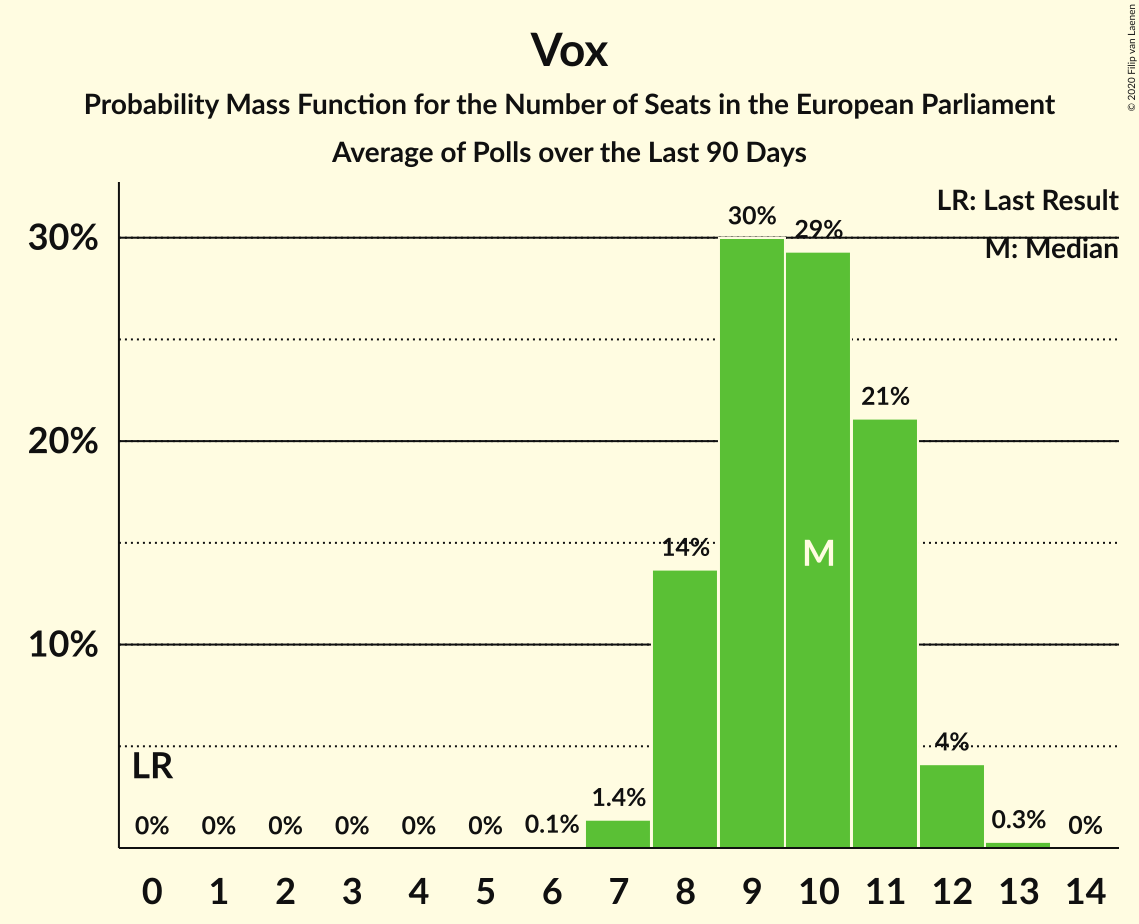 Vox
Probability Mass Function for the Number of Seats in the European Parliament
Average of Polls over the Last 90 Days
© 2020 Filip van Laenen
LR: Last Result
M: Median
30%
20%
10%
30%
29%
21%
14%
M
4%
LR
1.4%
0% 0% 0% 0% 0% 0% 0.1% 0.3% 0%
0 1 2 3 4 5 6 7 8 9 10 11 12 13 14